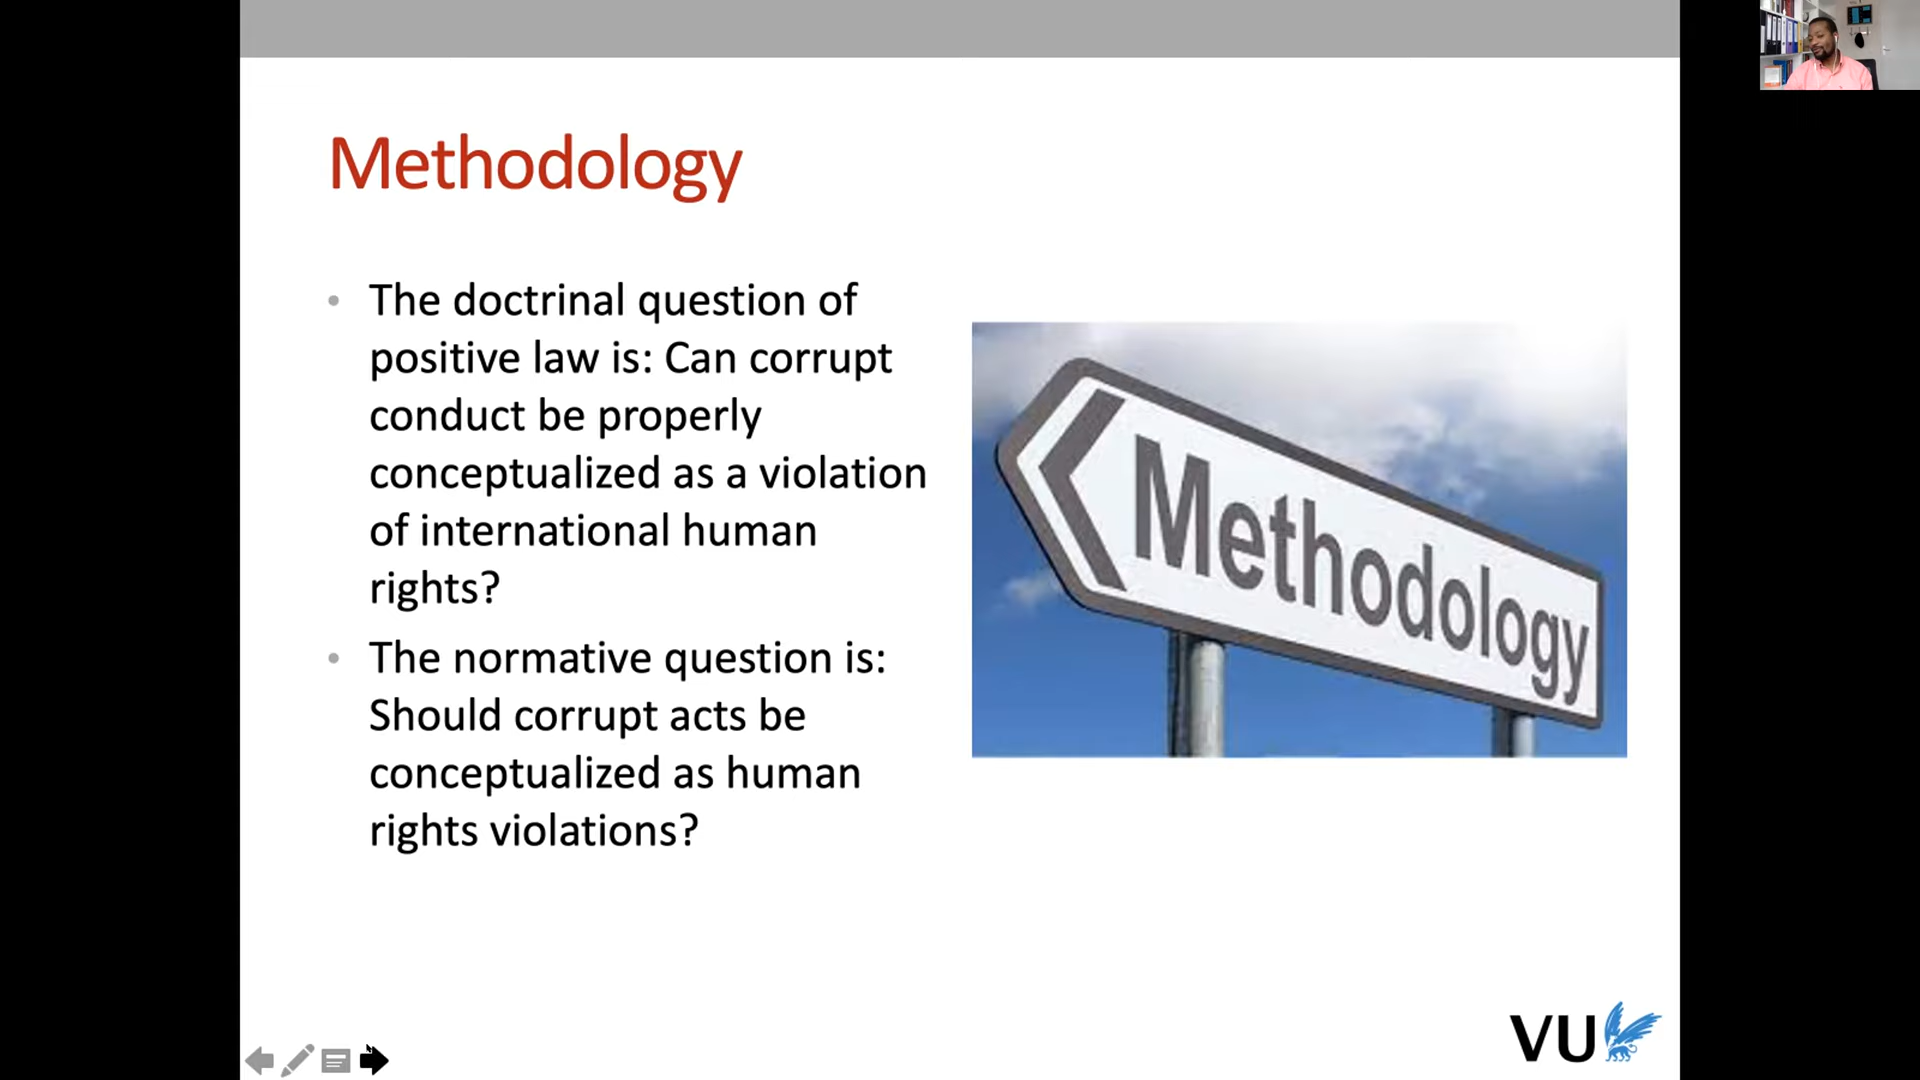 Methodology
The doctrinal question of
positive law is: Can corrupt
conduct be properly
conceptualized as a violation
of international human
rights?
The normative question is:
Should corrupt acts be
conceptualized as human
rights violations?
Methodology
VU